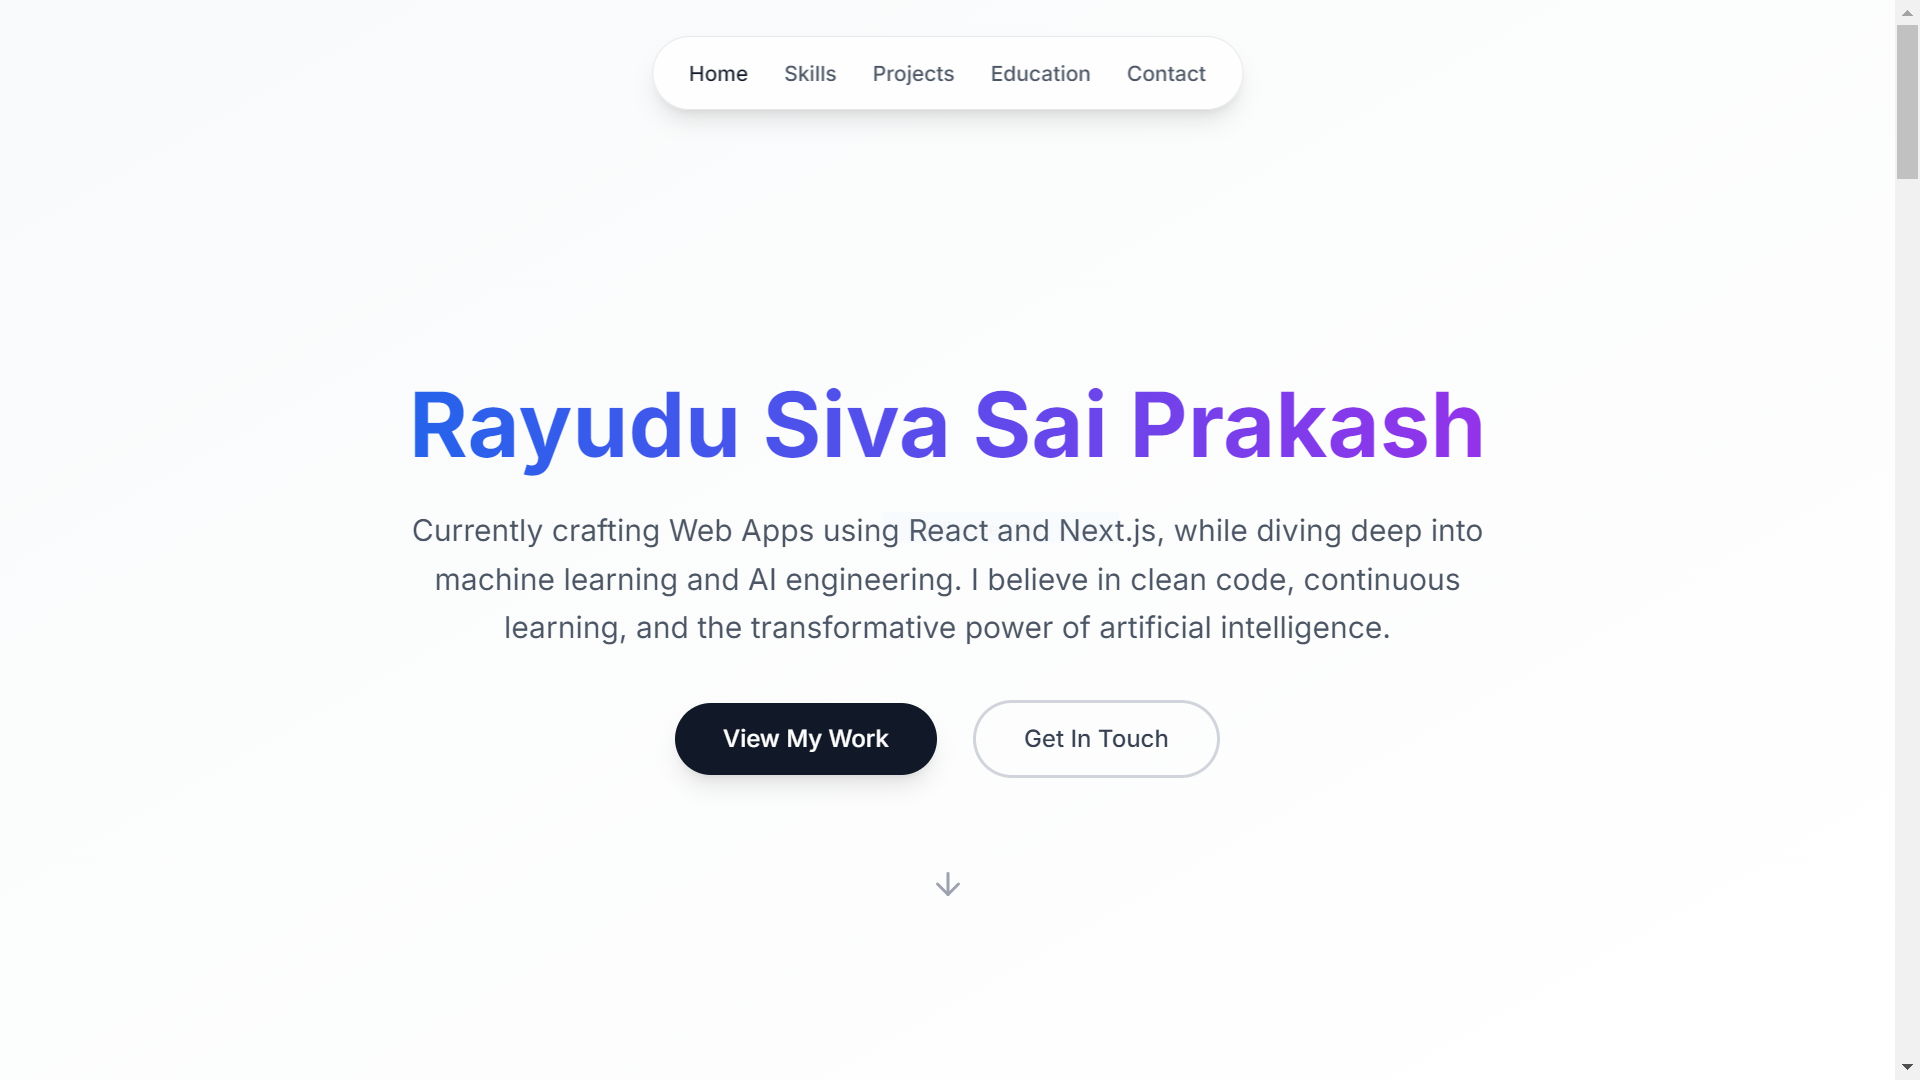 Home Skills Projects Education Contact
Rayudu Siva Sai Prakash
Currently crafting Web Apps using React and Next.js, while diving deep into
machine learning and AI engineering. I believe in clean code, continuous
learning, and the transformative power of artificial intelligence.
View My Work Get In Touch